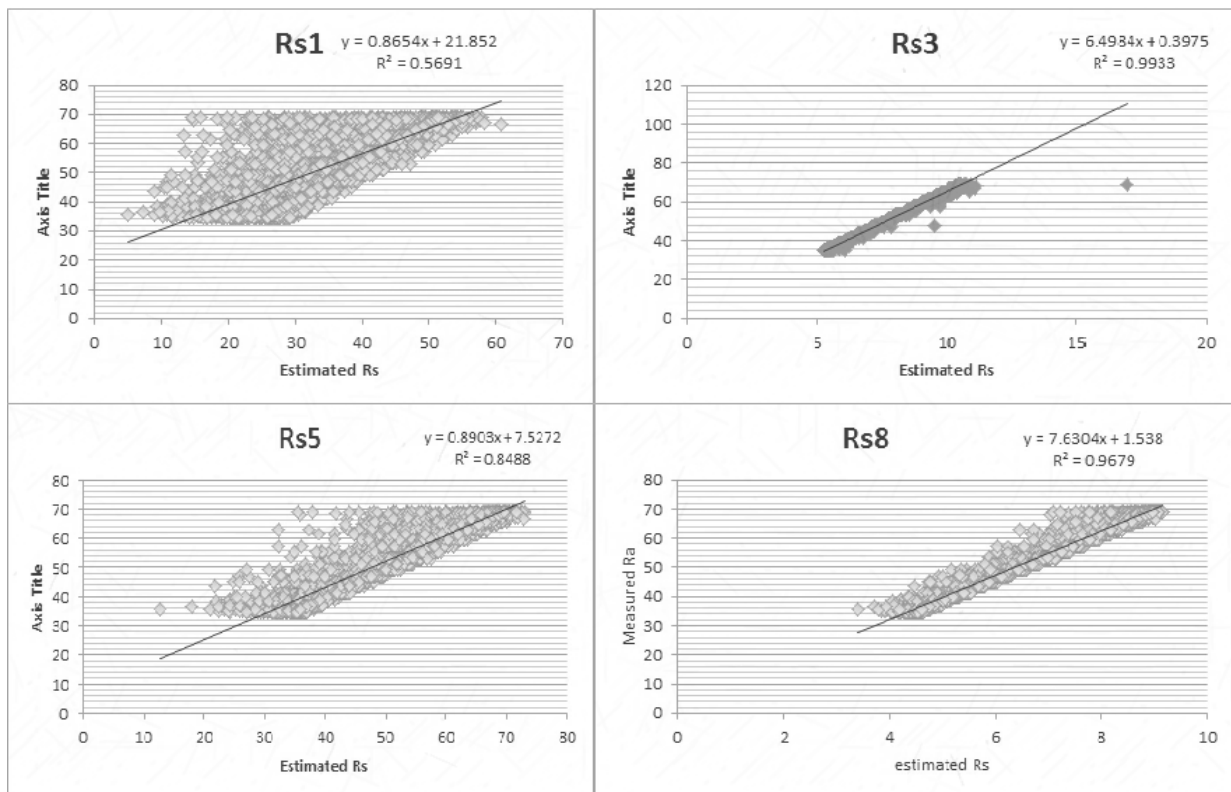 Rs1
y = 0.8654x + 21.852
R² = 0.5691
80
70
60
50
40
30
20
10
0
Axis Title
0 10 20 30 40 50 60 70
Estimated Rs
Rs3
y = 6.4984x + 0.3975
R² = 0.9933
120
100
80
60
40
20
0
Axis Title
0 5 10 15 20
Estimated Rs
Rs5
y = 0.8903x + 7.5272
R² = 0.8488
80
70
60
50
40
30
20
10
0
Axis Title
0 10 20 30 40 50 60 70 80
Estimated Rs
Rs8
y = 7.6304x + 1.538
R² = 0.9679
80
70
60
50
40
30
20
10
0
Measured Ra
0 2 4 6 8 10
estimated Rs